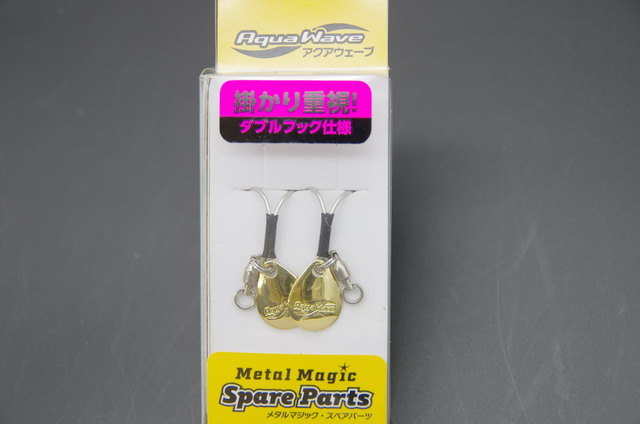 Aqua Wave
アクアウェーブ
掛かり重視!
ダブルフック仕様
Aqua Wave
Metal Magic
Spare Parts
メタルマジック・スペアパーツ